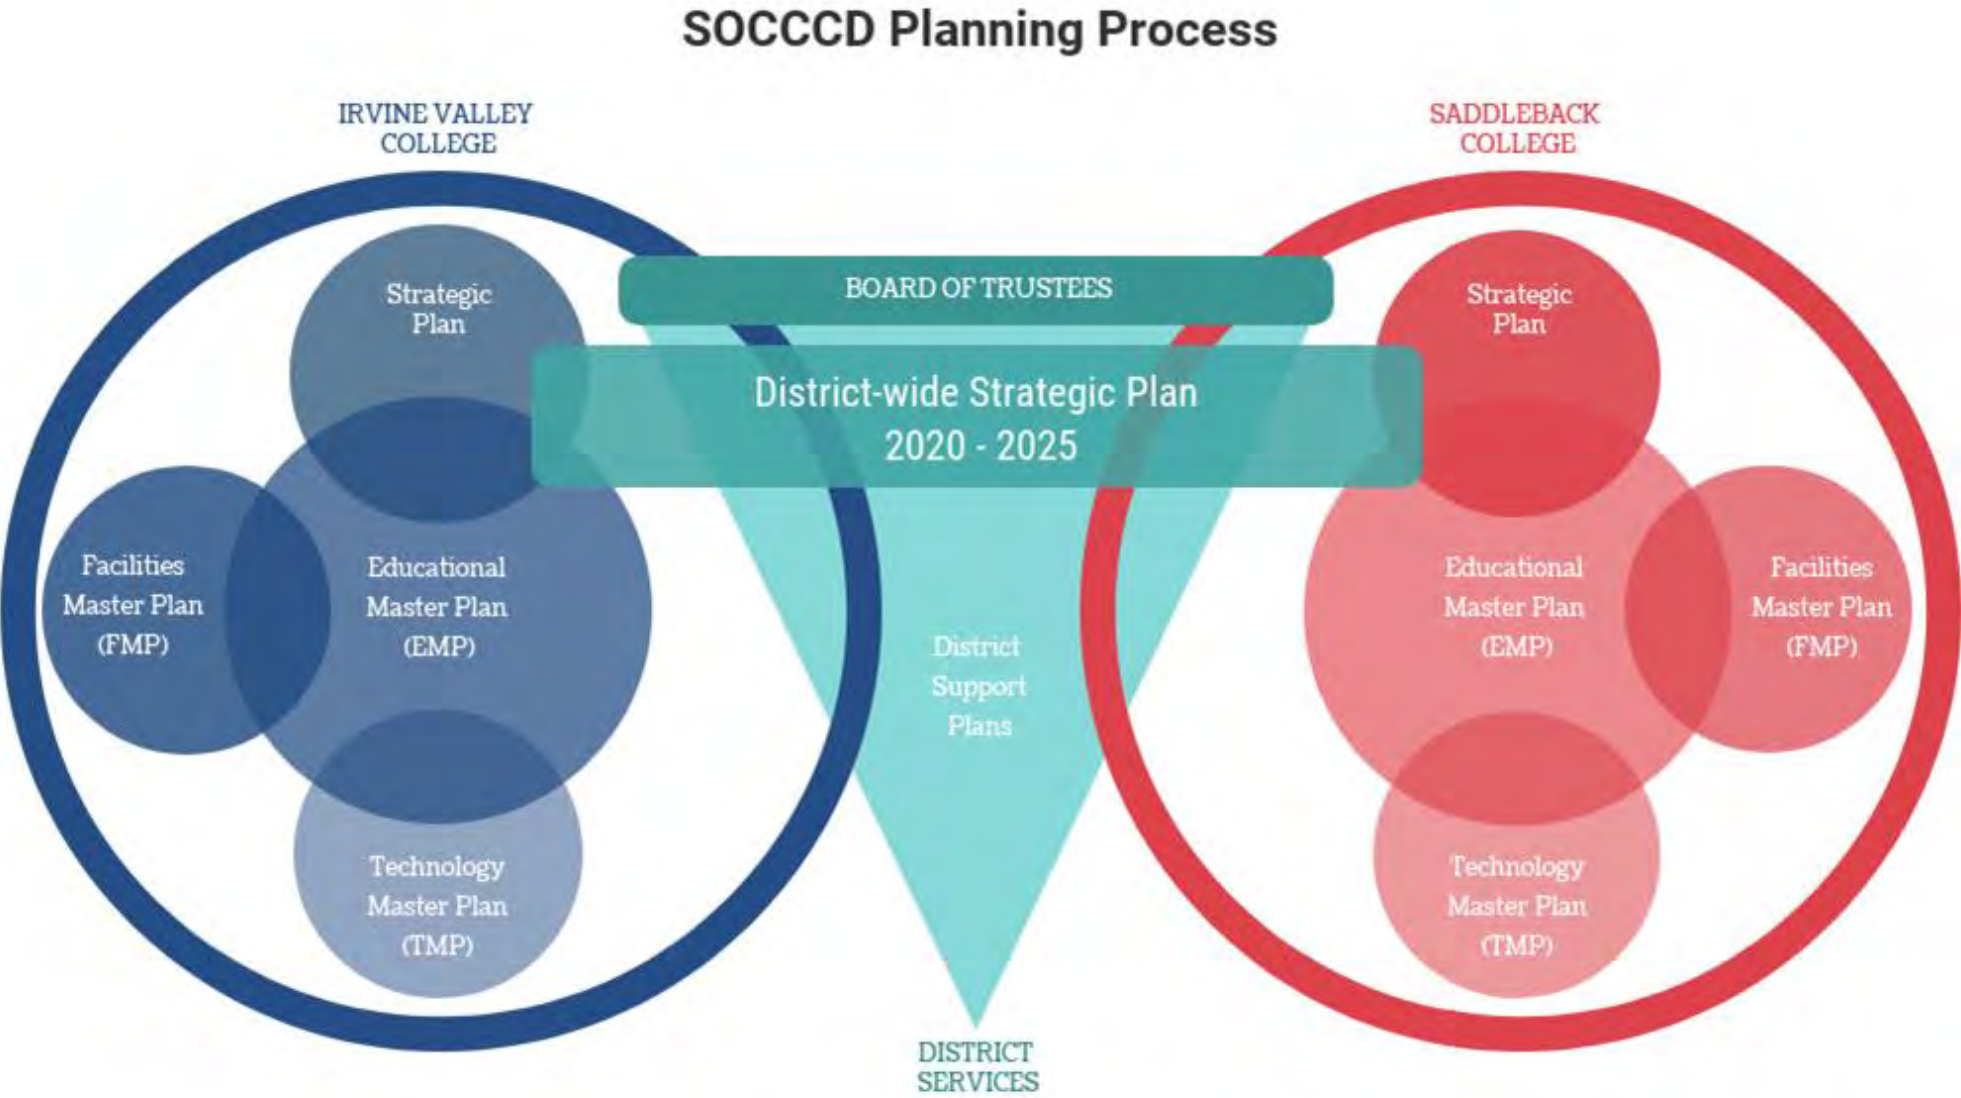 SOCCCD Planning Process
IRVINE VALLEY
COLLEGE
SADDLEBACK
COLLEGE
BOARD OF TRUSTEES
District-wide Strategic Plan
2020 - 2025
Strategic
Plan
Facilities
Master Plan
(FMP)
Educational
Master Plan
(EMP)
Technology
Master Plan
(TMP)
District
Support
Plans
Strategic
Plan
Educational
Master Plan
(EMP)
Facilities
Master Plan
(FMP)
Technology
Master Plan
(TMP)
DISTRICT
SERVICES